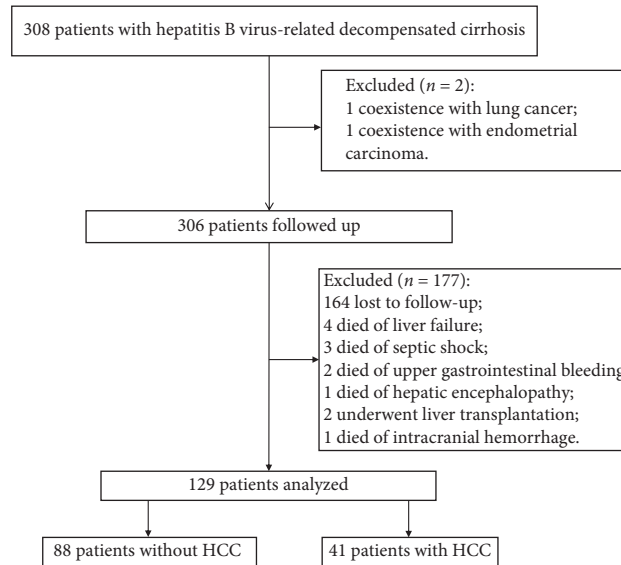 308 patients with hepatitis B virus-related decompensated cirrhosis
Excluded (n = 2):
1 coexistence with lung cancer;
1 coexistence with endometrial
carcinoma.
306 patients followed up
Excluded (n = 177):
164 lost to follow-up;
4 died of liver failure;
3 died of septic shock;
2 died of upper gastrointestinal bleeding
1 died of hepatic encephalopathy;
2 underwent liver transplantation;
1 died of intracranial hemorrhage.
129 patients analyzed
88 patients without HCC
41 patients with HCC